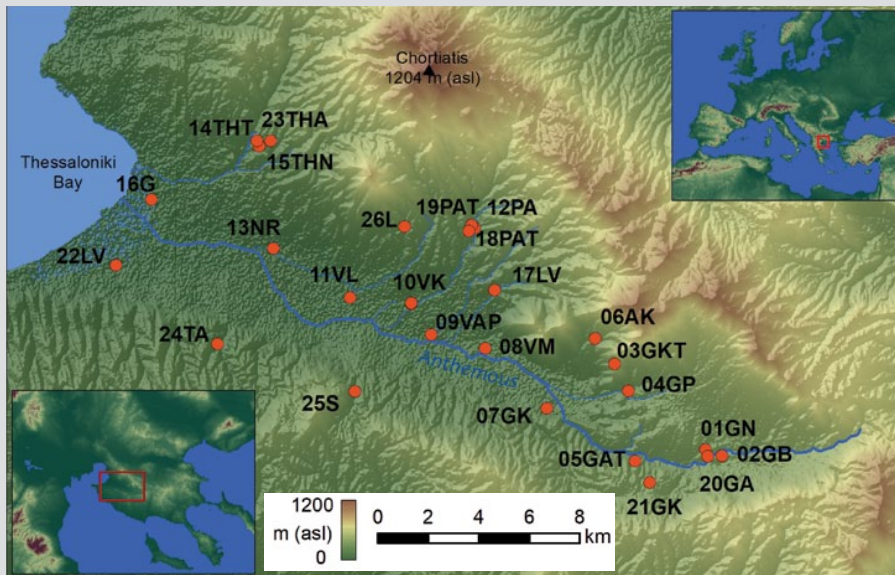 Chortiatis
1204 m (asl)
14THT
23THA
15THN
Thessaloniki
Bay
16G
19PAT
12PA
26L
18PAT
13NR
22LV
11VL
10VK
17LV
24TA
09VAP
08VM
06AK
03GKT
Anthemous
04GP
25S
07GK
01GN
02GB
05GAT
20GA
21GK
1200
m (asl)
0
0 2 4 6 8
km